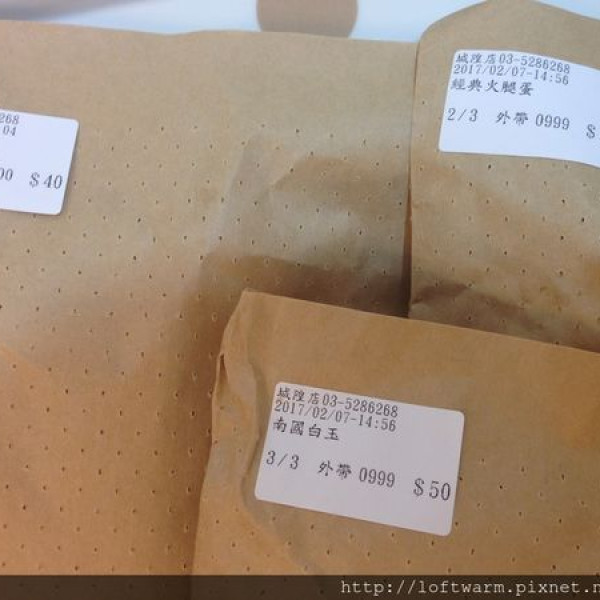 268
04
00 $40
城隍店03-5286268
2017/02/07-14:56
經典火腿蛋
2/3 外帶 0999 $
城隍店03-5286268
2017/02/07-14:56
南國白玉
3/3 外帶 0999 $50
http://loftwarm.pixnet.n